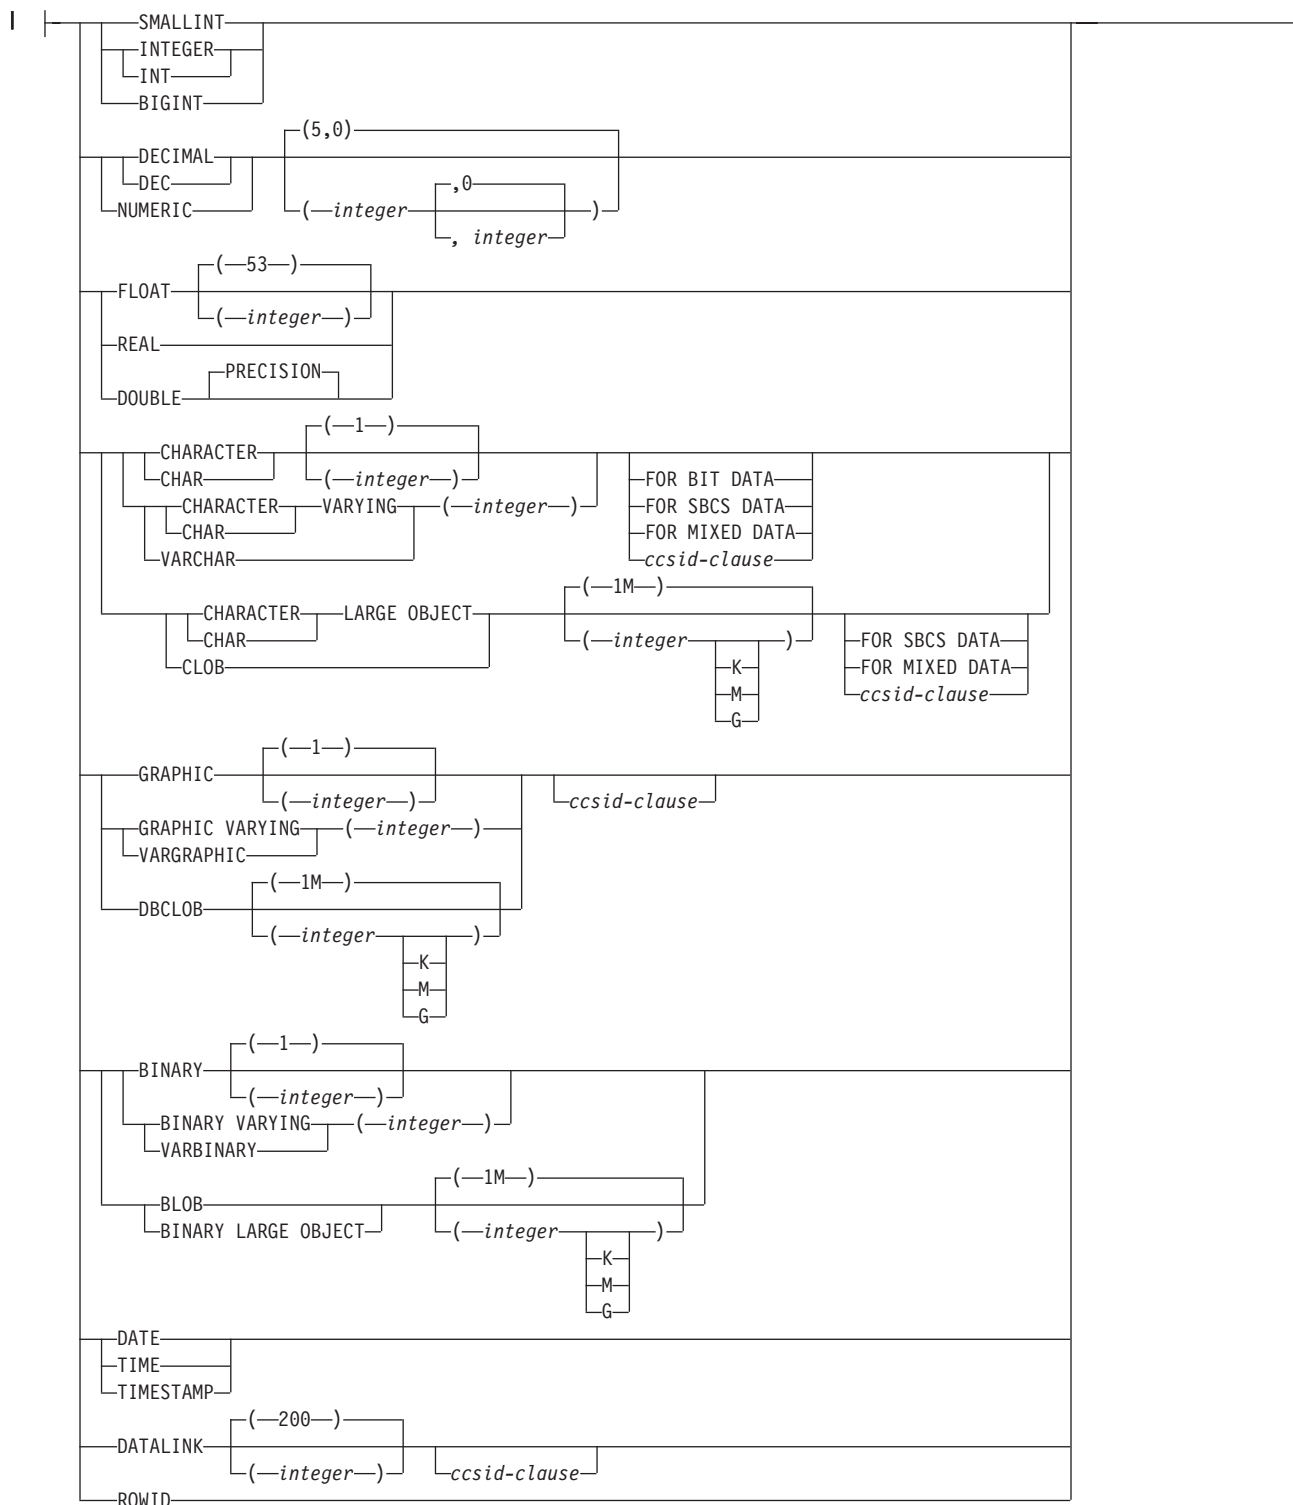 SMALLINT
INTEGER
INT
BIGINT
(5,0)
DECIMAL
DEC
NUMERIC
,0
( integer )
, integer
( 53 )
FLOAT
( integer )
REAL
PRECISION
DOUBLE
( 1 )
CHARACTER
CHAR ( integer ) FOR BIT DATA
CHARACTER VARYING ( integer ) FOR SBCS DATA
CHAR FOR MIXED DATA
VARCHAR ccsid-clause
( 1M )
CHARACTER LARGE OBJECT
CHAR ( integer ) FOR SBCS DATA
CLOB K FOR MIXED DATA
M ccsid-clause
G
( 1 )
GRAPHIC
( integer ) ccsid-clause
GRAPHIC VARYING ( integer )
VARGRAPHIC
( 1M )
DBCLOB
( integer )
K
M
G
( 1 )
BINARY
( integer )
BINARY VARYING ( integer )
VARBINARY
( 1M )
BLOB
BINARY LARGE OBJECT ( integer )
K
M
G
DATE
TIME
TIMESTAMP
( 200 )
DATALINK
( integer ) ccsid-clause
ROWID